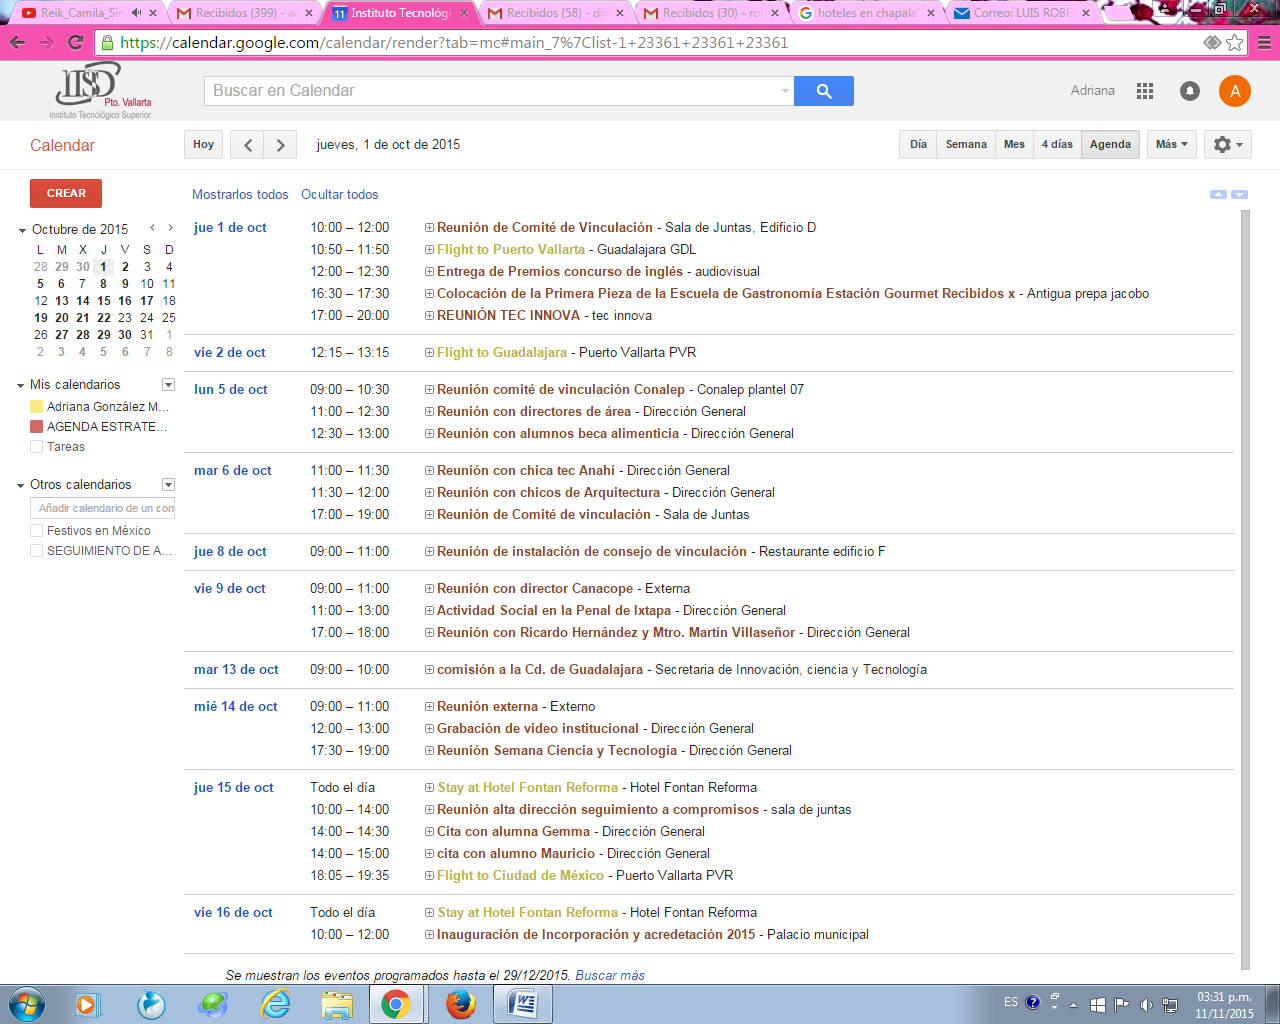 Reik_Camila_Sin
Recibidos (399) - a
Instituto Tecnológi
Recibidos (58) - di
Recibidos (30) - ro
hoteles en chapala
Correo: LUIS ROBE
https://calendar.google.com/calendar/render?tab=mc#main_7%7Clist-1+23361+23361+23361
Pto. Vallarta
Instituto Tecnológico Superior
Buscar en Calendar
Adriana
A
Calendar
Hoy
jueves, 1 de oct de 2015
Día Semana Mes 4 días Agenda Más
CREAR
Mostrarlos todos Ocultar todos
Octubre de 2015
L M X J V S D
28 29 30 1 2 3 4
5 6 7 8 9 10 11
12 13 14 15 16 17 18
19 20 21 22 23 24 25
26 27 28 29 30 31 1
2 3 4 5 6 7 8
Mis calendarios
Adriana González M...
AGENDA ESTRATE...
Tareas
Otros calendarios
Añadir calendario de un com
Festivos en México
SEGUIMIENTO DE A...
jue 1 de oct 10:00 – 12:00 Reunión de Comité de Vinculación - Sala de Juntas, Edificio D
10:50 – 11:50 Flight to Puerto Vallarta - Guadalajara GDL
12:00 – 12:30 Entrega de Premios concurso de inglés - audiovisual
16:30 – 17:30 Colocación de la Primera Pieza de la Escuela de Gastronomía Estación Gourmet Recibidos x - Antigua prepa jacobo
17:00 – 20:00 REUNIÓN TEC INNOVA - tec innova
vie 2 de oct 12:15 – 13:15 Flight to Guadalajara - Puerto Vallarta PVR
lun 5 de oct 09:00 – 10:30 Reunión comité de vinculación Conalep - Conalep plantel 07
11:00 – 12:30 Reunión con directores de área - Dirección General
12:30 – 13:00 Reunión con alumnos beca alimenticia - Dirección General
mar 6 de oct 11:00 – 11:30 Reunión con chica tec Anahí - Dirección General
11:30 – 12:00 Reunión con chicos de Arquitectura - Dirección General
17:00 – 19:00 Reunión de Comité de vinculación - Sala de Juntas
jue 8 de oct 09:00 – 11:00 Reunión de instalación de consejo de vinculación - Restaurante edificio F
vie 9 de oct 09:00 – 11:00 Reunión con director Canacope - Externa
11:00 – 13:00 Actividad Social en la Penal de Ixtapa - Dirección General
17:00 – 18:00 Reunión con Ricardo Hernández y Mtro. Martín Villaseñor - Dirección General
mar 13 de oct 09:00 – 10:00 comisión a la Cd. de Guadalajara - Secretaria de Innovación, ciencia y Tecnología
mié 14 de oct 09:00 – 11:00 Reunión externa - Externo
12:00 – 13:00 Grabación de video institucional - Dirección General
17:30 – 19:00 Reunión Semana Ciencia y Tecnología - Dirección General
jue 15 de oct Todo el día Stay at Hotel Fontan Reforma - Hotel Fontan Reforma
10:00 – 14:00 Reunión alta dirección seguimiento a compromisos - sala de juntas
14:00 – 14:30 Cita con alumna Gemma - Dirección General
14:00 – 15:00 cita con alumno Mauricio - Dirección General
18:05 – 19:35 Flight to Ciudad de México - Puerto Vallarta PVR
vie 16 de oct Todo el día Stay at Hotel Fontan Reforma - Hotel Fontan Reforma
10:00 – 12:00 Inauguración de Incorporación y acredetación 2015 - Palacio municipal
Se muestran los eventos programados hasta el 29/12/2015. Buscar más
ES
03:31 p.m.
11/11/2015